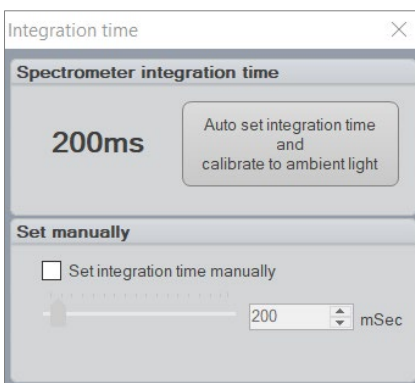 Integration time
Spectrometer integration time
200ms
Auto set integration time
and
calibrate to ambient light
Set manually
Set integration time manually
200
mSec